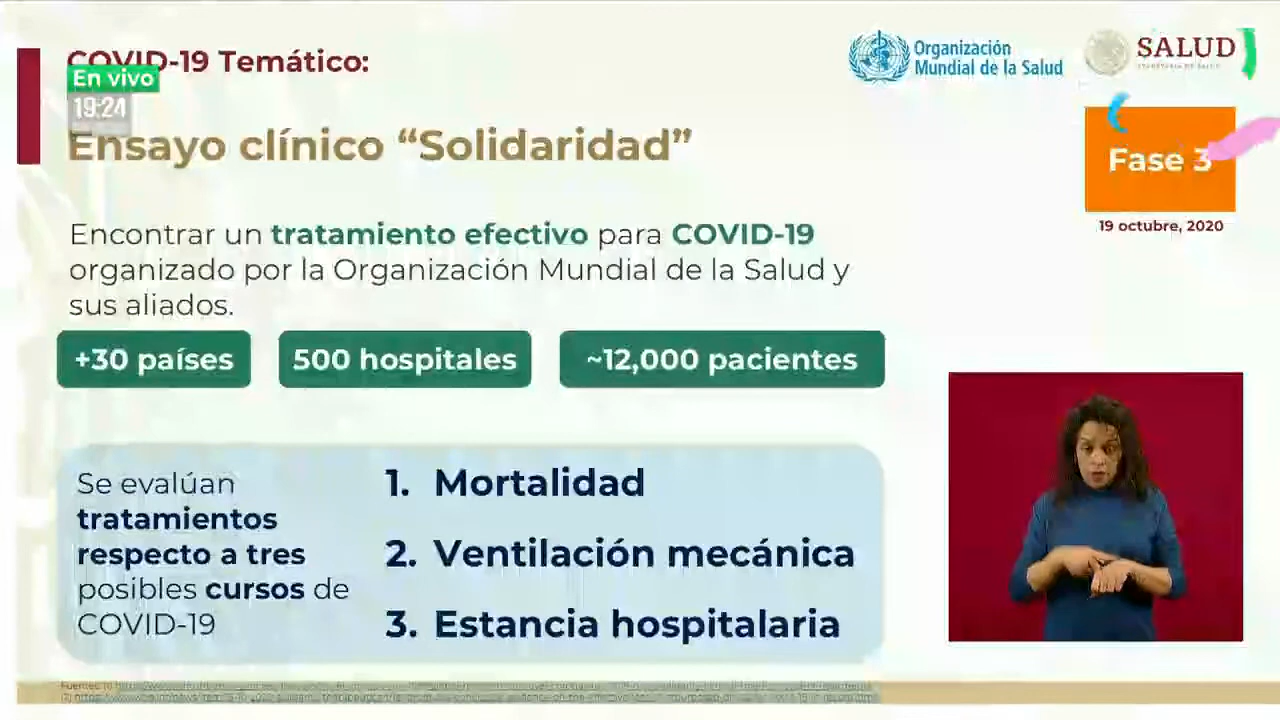 COVID-19 Temático:
En vivo
19:24
Ensayo clínico “Solidaridad”
Organización
Mundial de la Salud
SALUD
SECRETARÍA DE SALUD
Fase 3
19 octubre, 2020
Encontrar un tratamiento efectivo para COVID-19
organizado por la Organización Mundial de la Salud y
sus aliados.
+30 países
500 hospitales
~12,000 pacientes
Se evalúan
tratamientos
respecto a tres
posibles cursos de
COVID-19
1. Mortalidad
2. Ventilación mecánica
3. Estancia hospitalaria